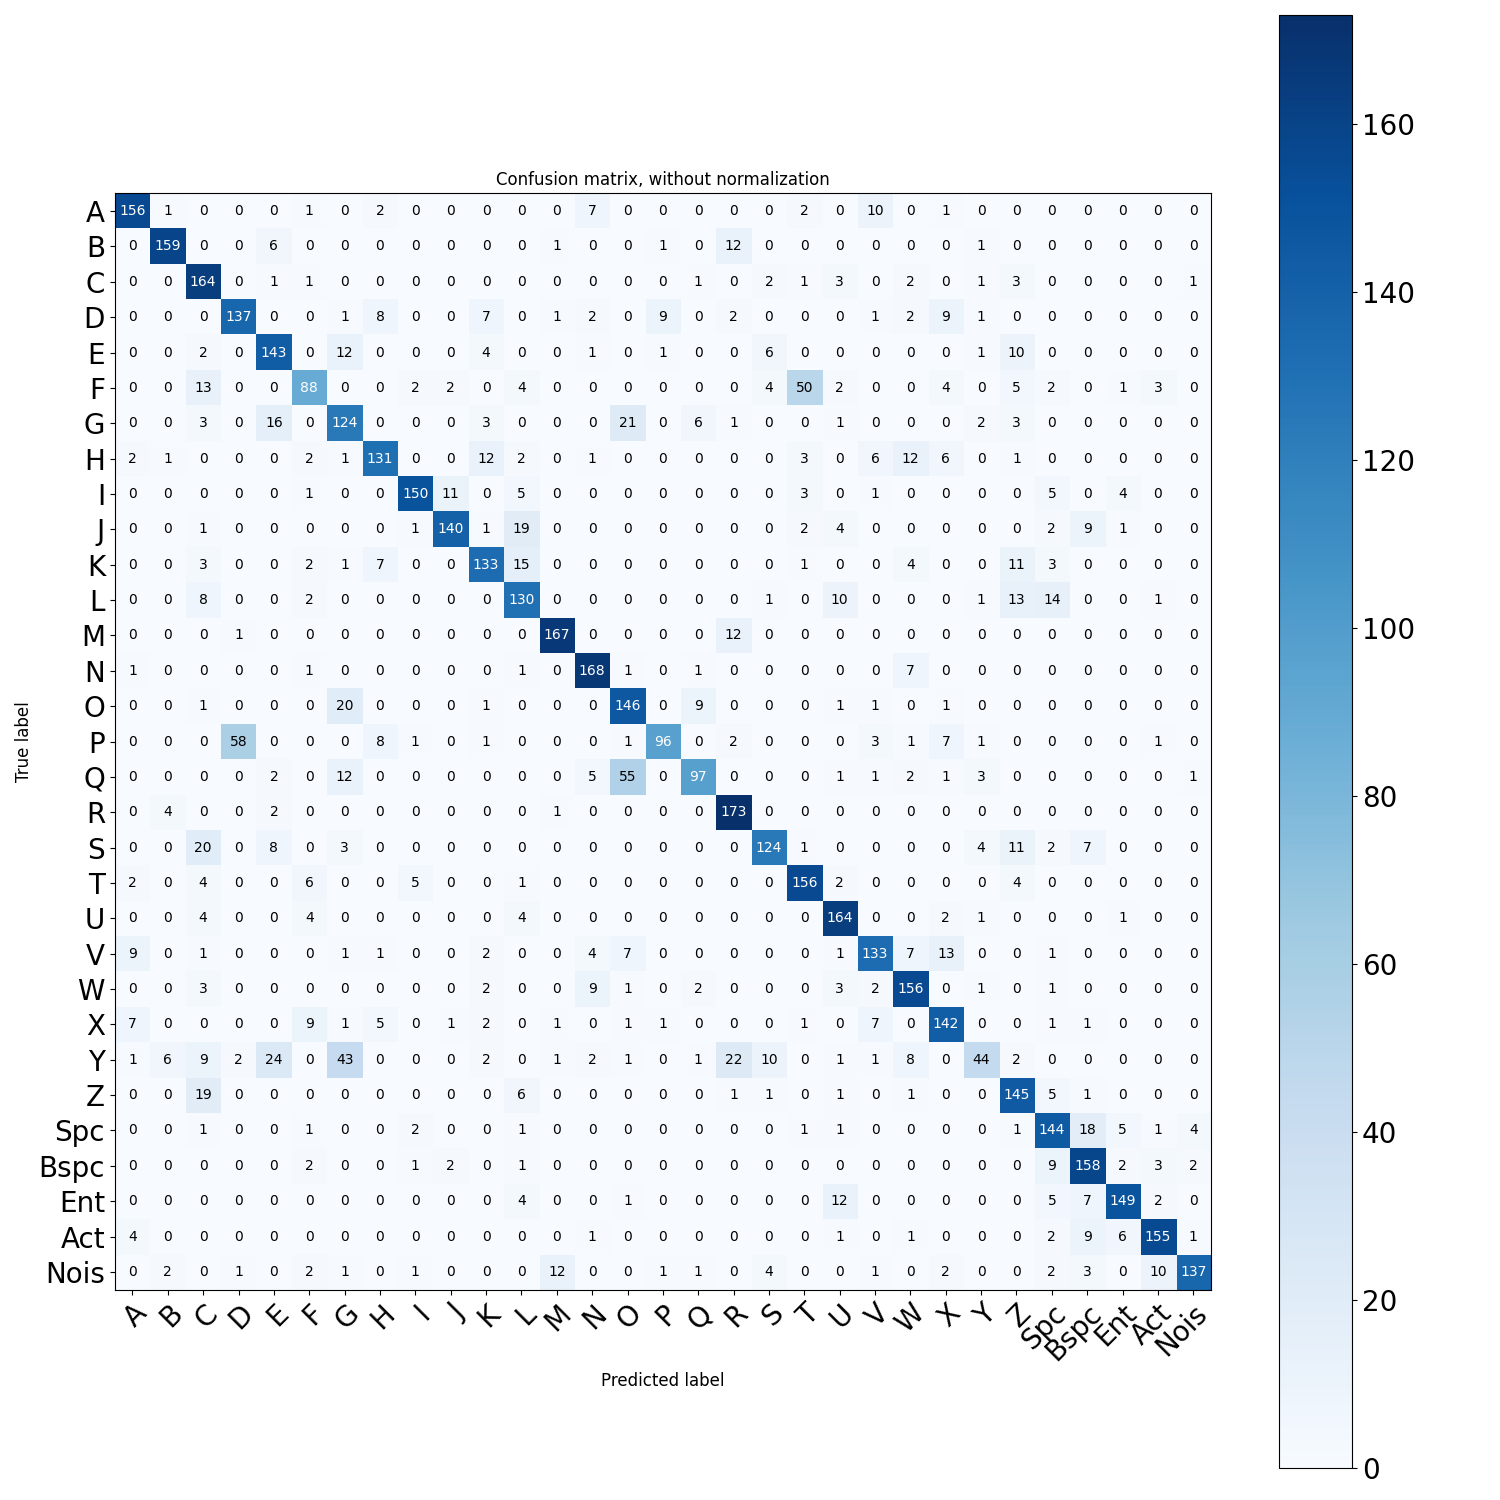 Confusion matrix, without normalization
A 156 1 0 0 0 1 0 2 0 0 0 0 0 7 0 0 0 0 0 2 0 10 0 1 0 0 0 0 0 0 0
B 0 159 0 0 6 0 0 0 0 0 0 0 1 0 0 1 0 12 0 0 0 0 0 0 1 0 0 0 0 0 0
C 0 0 164 0 1 1 0 0 0 0 0 0 0 0 0 0 1 0 2 1 3 0 2 0 1 3 0 0 0 0 1
D 0 0 0 137 0 0 1 8 0 0 7 0 1 2 0 9 0 2 0 0 0 1 2 9 1 0 0 0 0 0 0
E 0 0 2 0 143 0 12 0 0 0 4 0 0 1 0 1 0 0 6 0 0 0 0 0 1 10 0 0 0 0 0
F 0 0 13 0 0 88 0 0 2 2 0 4 0 0 0 0 0 0 4 50 2 0 0 4 0 5 2 0 1 3 0
G 0 0 3 0 16 0 124 0 0 0 3 0 0 0 21 0 6 1 0 0 1 0 0 0 2 3 0 0 0 0 0
H 2 1 0 0 0 2 1 131 0 0 12 2 0 1 0 0 0 0 0 3 0 6 12 6 0 1 0 0 0 0 0
I 0 0 0 0 0 1 0 0 150 11 0 5 0 0 0 0 0 0 0 3 0 1 0 0 0 0 5 0 4 0 0
J 0 0 1 0 0 0 0 0 1 140 1 19 0 0 0 0 0 0 0 2 4 0 0 0 0 0 2 9 1 0 0
K 0 0 3 0 0 2 1 7 0 0 133 15 0 0 0 0 0 0 0 1 0 0 4 0 0 11 3 0 0 0 0
L 0 0 8 0 0 2 0 0 0 0 0 130 0 0 0 0 0 0 1 0 10 0 0 0 1 13 14 0 0 1 0
M 0 0 0 1 0 0 0 0 0 0 0 0 167 0 0 0 0 12 0 0 0 0 0 0 0 0 0 0 0 0 0
N 1 0 0 0 0 1 0 0 0 0 0 1 0 168 1 0 1 0 0 0 0 0 7 0 0 0 0 0 0 0 0
O 0 0 1 0 0 0 20 0 0 0 1 0 0 0 146 0 9 0 0 0 1 1 0 1 0 0 0 0 0 0 0
P 0 0 0 58 0 0 0 8 1 0 1 0 0 0 1 96 0 2 0 0 0 3 1 7 1 0 0 0 0 1 0
Q 0 0 0 0 2 0 12 0 0 0 0 0 0 5 55 0 97 0 0 0 1 1 2 1 3 0 0 0 0 0 1
R 0 4 0 0 2 0 0 0 0 0 0 0 1 0 0 0 0 173 0 0 0 0 0 0 0 0 0 0 0 0 0
S 0 0 20 0 8 0 3 0 0 0 0 0 0 0 0 0 0 0 124 1 0 0 0 0 4 11 2 7 0 0 0
T 2 0 4 0 0 6 0 0 5 0 0 1 0 0 0 0 0 0 0 156 2 0 0 0 0 4 0 0 0 0 0
U 0 0 4 0 0 4 0 0 0 0 0 4 0 0 0 0 0 0 0 0 164 0 0 2 1 0 0 0 1 0 0
V 9 0 1 0 0 0 1 1 0 0 2 0 0 4 7 0 0 0 0 0 1 133 7 13 0 0 1 0 0 0 0
W 0 0 3 0 0 0 0 0 0 0 2 0 0 9 1 0 2 0 0 0 3 2 156 0 1 0 1 0 0 0 0
X 7 0 0 0 0 9 1 5 0 1 2 0 1 0 1 1 0 0 0 1 0 7 0 142 0 0 1 1 0 0 0
Y 1 6 9 2 24 0 43 0 0 0 2 0 1 2 1 0 1 22 10 0 1 1 8 0 44 2 0 0 0 0 0
Z 0 0 19 0 0 0 0 0 0 0 0 6 0 0 0 0 0 1 1 0 1 0 1 0 0 145 5 1 0 0 0
Spc 0 0 1 0 0 1 0 0 2 0 0 1 0 0 0 0 0 0 0 1 1 0 0 0 0 1 144 18 5 1 4
Bspc 0 0 0 0 0 2 0 0 1 2 0 1 0 0 0 0 0 0 0 0 0 0 0 0 0 0 9 158 2 3 2
Ent 0 0 0 0 0 0 0 0 0 0 0 4 0 0 1 0 0 0 0 0 12 0 0 0 0 0 5 7 149 2 0
Act 4 0 0 0 0 0 0 0 0 0 0 0 0 1 0 0 0 0 0 0 1 0 1 0 0 0 2 9 6 155 1
Nois 0 2 0 1 0 2 1 0 1 0 0 0 12 0 0 1 1 0 4 0 0 1 0 2 0 0 2 3 0 10 137
A B C D E F G H I J K L M N O P Q R S T U V W X Y Z Spc Bspc Ent Act Nois
Predicted label
True label
160
140
120
100
80
60
40
20
0